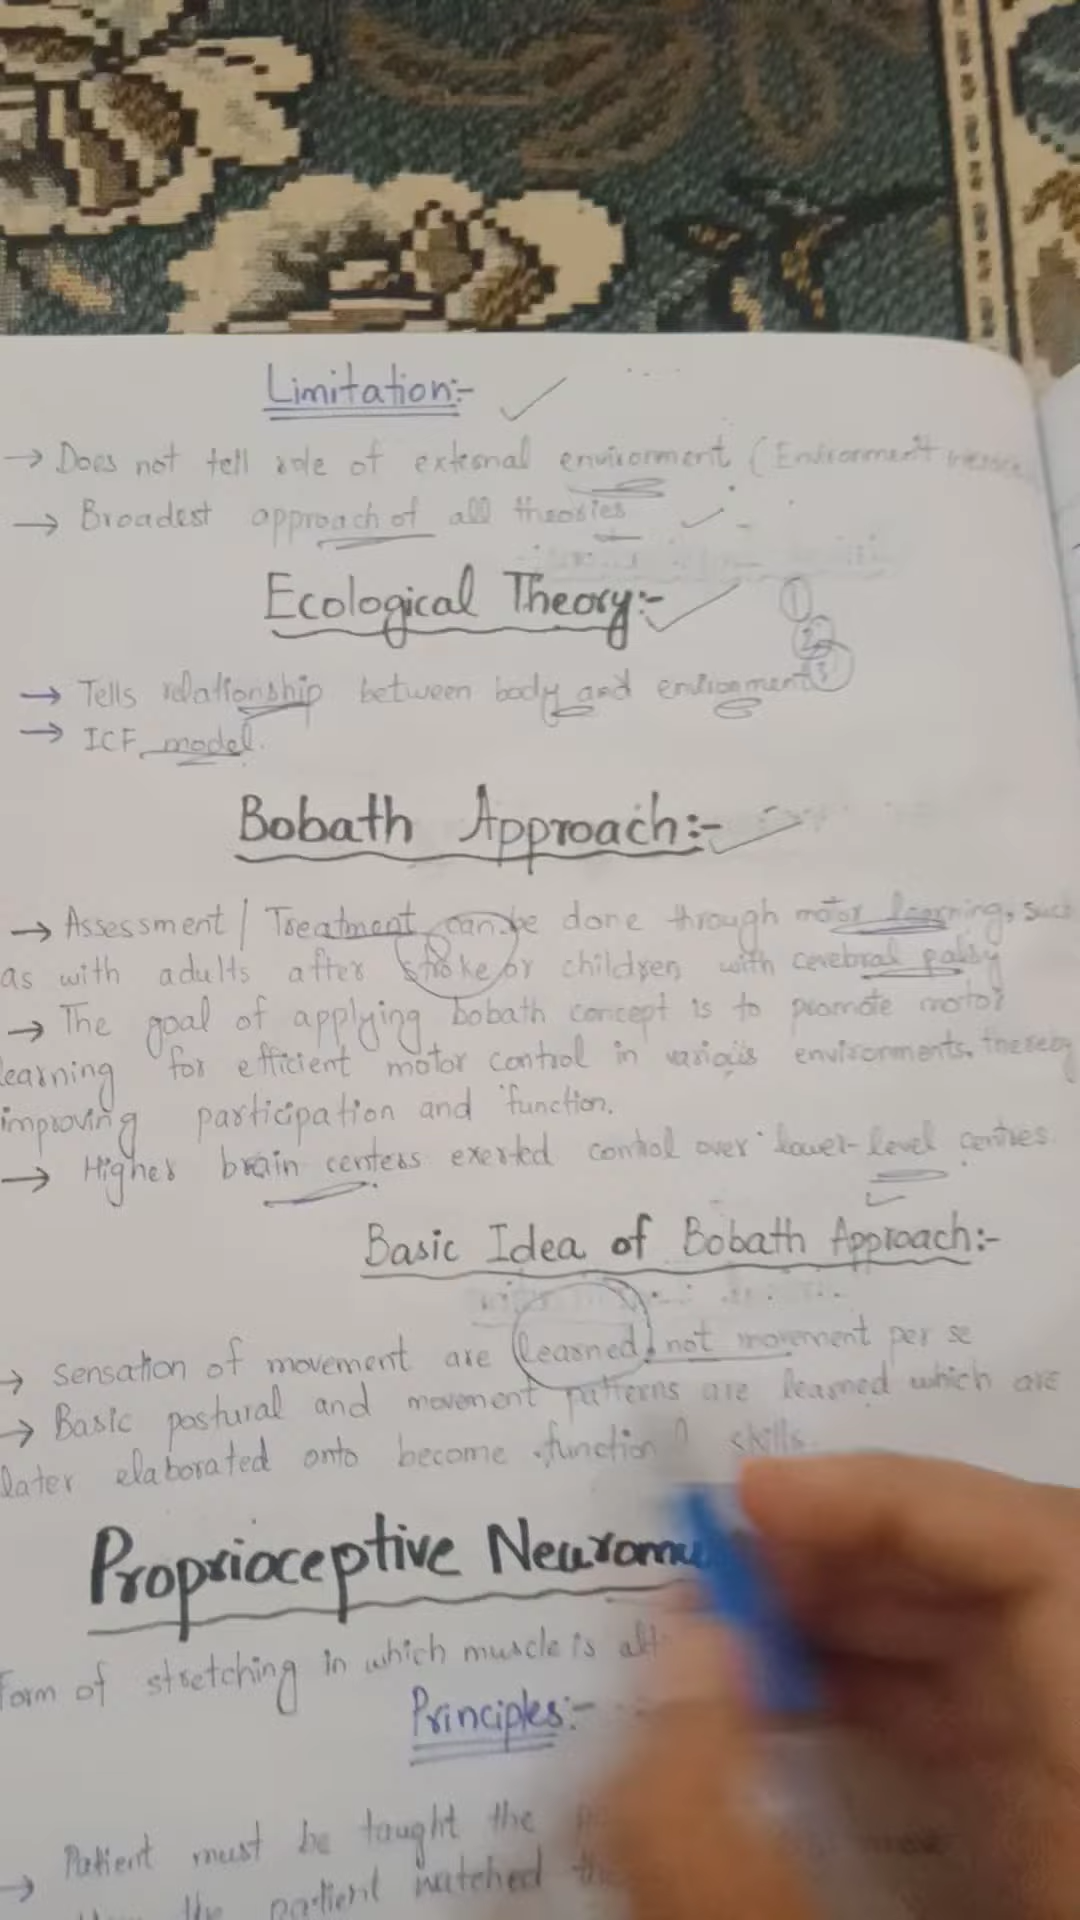 Limitation:-
→ Does not tell role of external environment (Environment
→ Broadest approach of all theories
Ecological Theory:-
1
2
3
→ Tells relationship between body and environment
→ ICF model.
Bobath Approach:-
→ Assessment / Treatment can be done through motor learning, such
as with adults after stroke or children with cerebral palsy
→ The goal of applying bobath concept is to promote motor
learning for efficient motor control in various environments, thereby
improving participation and function.
→ Higher brain centers exerted control over lower-level centres
Basic Idea of Bobath Approach:-
→ Sensation of movement are learned, not movement per se
→ Basic postural and movement patterns are learned which are
later elaborated onto become function skills.
Proprioceptive
Form of stretching in which muscle is
Principles:-
→ Patient must be taught the
the patient watched